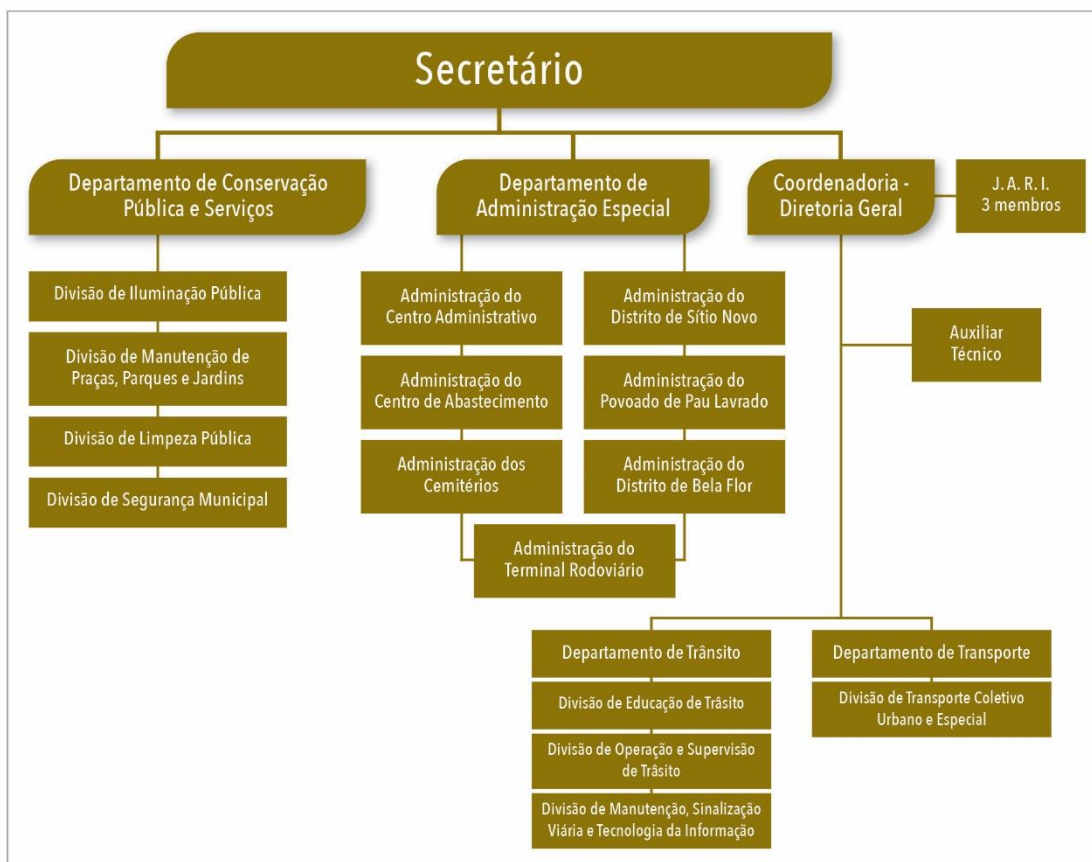 Secretário
Departamento de Conservação
Pública e Serviços
Divisão de Iluminação Pública
Divisão de Manutenção de
Praças, Parques e Jardins
Divisão de Limpeza Pública
Divisão de Segurança Municipal
Departamento de
Administração Especial
Administração do
Centro Administrativo
Administração do
Centro de Abastecimento
Administração dos
Cemitérios
Administração do
Distrito de Sítio Novo
Administração do
Povoado de Pau Lavrado
Administração do
Distrito de Bela Flor
Administração do
Terminal Rodoviário
Coordenadoria -
Diretoria Geral
J. A. R. I.
3 membros
Auxiliar
Técnico
Departamento de Trânsito
Divisão de Educação de Trâsito
Divisão de Operação e Supervisão
de Trâsito
Divisão de Manutenção, Sinalização
Viária e Tecnologia da Informação
Departamento de Transporte
Divisão de Transporte Coletivo
Urbano e Especial